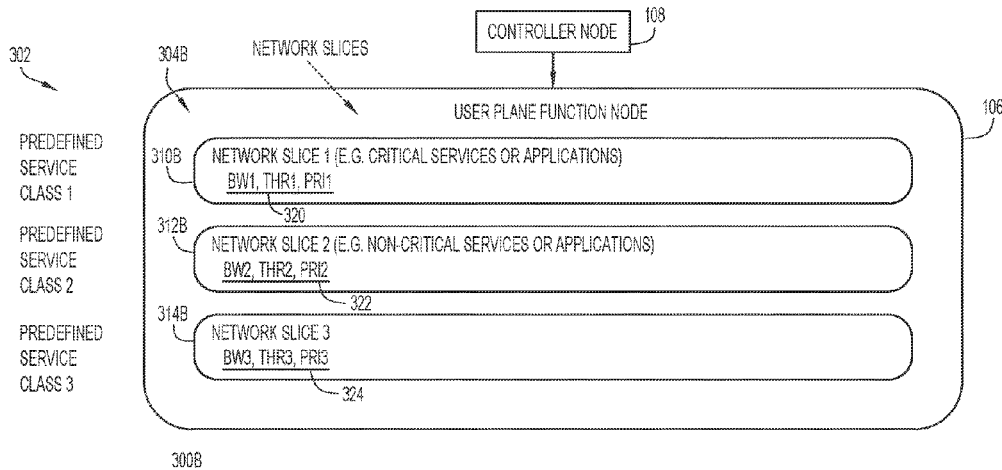 CONTROLLER NODE
108
302
304B
NETWORK SLICES
USER PLANE FUNCTION NODE
106
PREDEFINED
SERVICE
CLASS 1
310B
NETWORK SLICE 1 (E.G. CRITICAL SERVICES OR APPLICATIONS)
BW1, THR1, PRI1
320
PREDEFINED
SERVICE
CLASS 2
312B
NETWORK SLICE 2 (E.G. NON-CRITICAL SERVICES OR APPLICATIONS)
BW2, THR2, PRI2
322
PREDEFINED
SERVICE
CLASS 3
314B
NETWORK SLICE 3
BW3, THR3, PRI3
324
300B